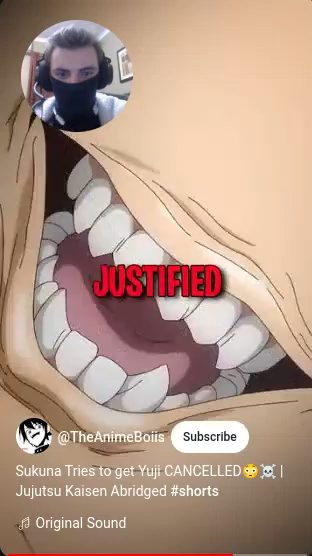 JUSTIFIED
@TheAnimeBoiis Subscribe
Sukuna Tries to get Yuji CANCELLED😳☠️ |
Jujutsu Kaisen Abridged #shorts
Original Sound